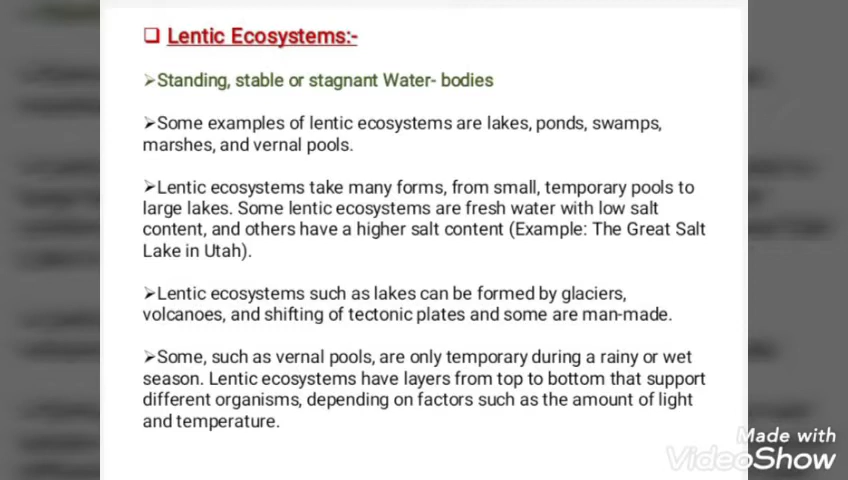 ❑ Lentic Ecosystems:-
➢Standing, stable or stagnant Water- bodies
➢Some examples of lentic ecosystems are lakes, ponds, swamps,
marshes, and vernal pools.
➢Lentic ecosystems take many forms, from small, temporary pools to
large lakes. Some lentic ecosystems are fresh water with low salt
content, and others have a higher salt content (Example: The Great Salt
Lake in Utah).
➢Lentic ecosystems such as lakes can be formed by glaciers,
volcanoes, and shifting of tectonic plates and some are man-made.
➢Some, such as vernal pools, are only temporary during a rainy or wet
season. Lentic ecosystems have layers from top to bottom that support
different organisms, depending on factors such as the amount of light
and temperature.
Made with
VideoShow